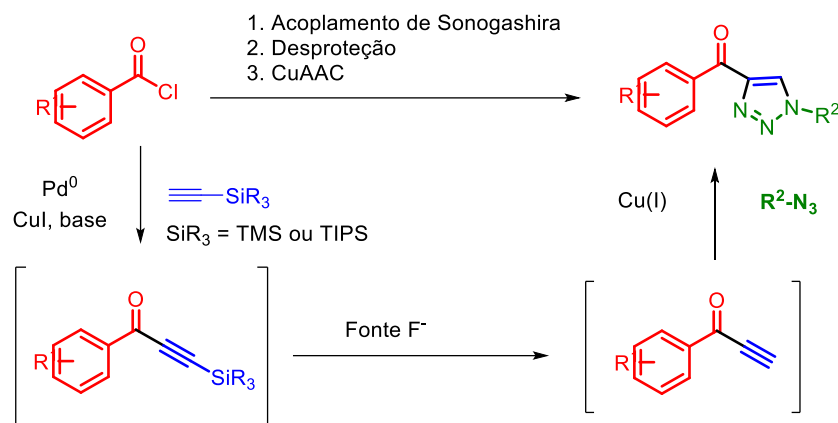 O
R
Cl
1. Acoplamento de Sonogashira
2. Desproteção
3. CuAAC
O
R
N
N
N
R²
Pd⁰
CuI, base
SiR₃
SiR₃ = TMS ou TIPS
Cu(I)
R²-N₃
O
R
SiR₃
Fonte F⁻
O
R